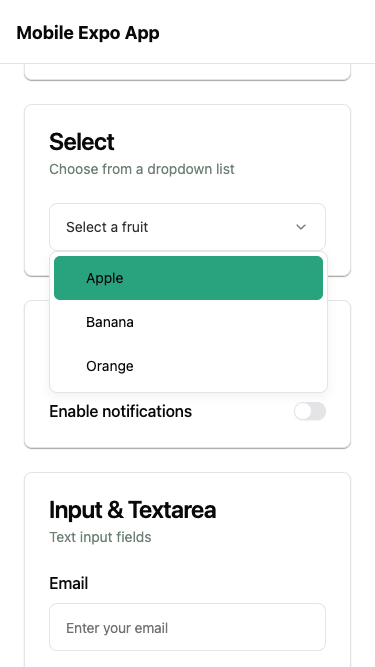 Mobile Expo App
Select
Choose from a dropdown list
Select a fruit
Apple
Banana
Orange
Enable notifications
Input & Textarea
Text input fields
Email
Enter your email